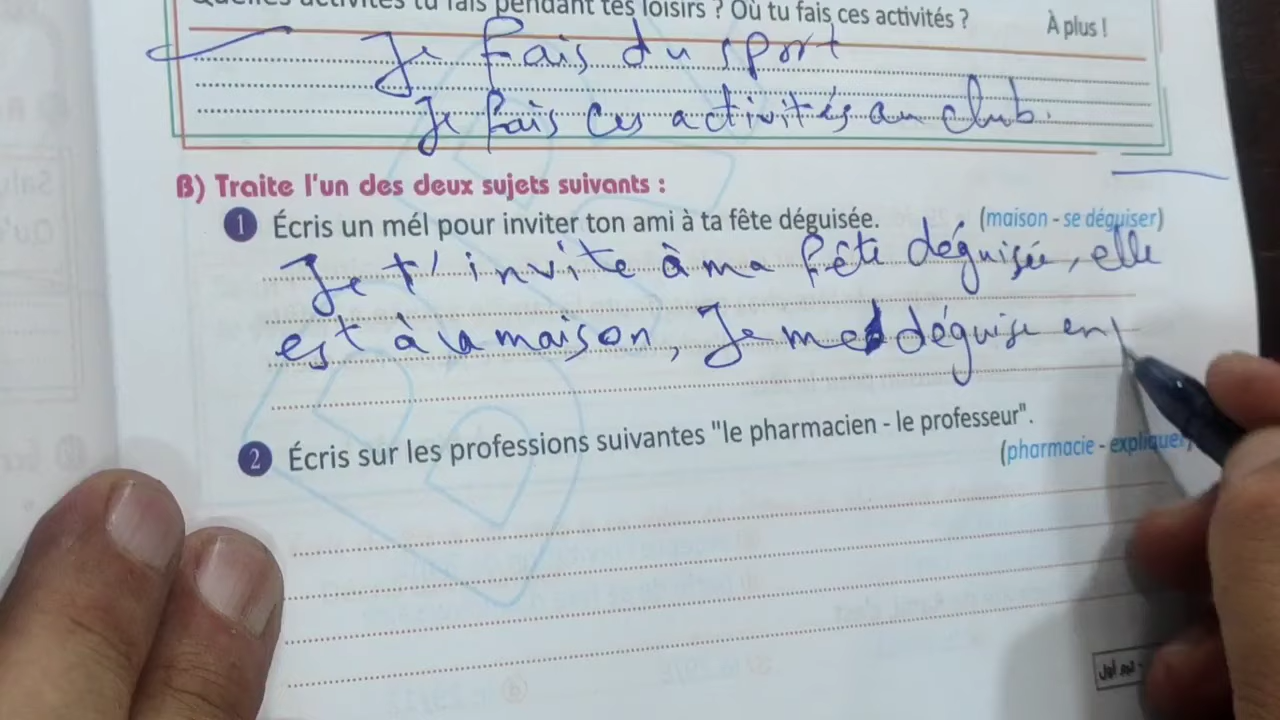 Quelles activités tu fais pendant tes loisirs ? Où tu fais ces activités ?
À plus !
Je fais du sport
Je fais ces activités au club.
B) Traite l'un des deux sujets suivants :
1 Écris un mél pour inviter ton ami à ta fête déguisée. (maison - se déguiser)
Je t'invite à ma fête déguisée, elle
est à la maison, Je me déguise en
2 Écris sur les professions suivantes "le pharmacien - le professeur".
(pharmacie - expliquer)